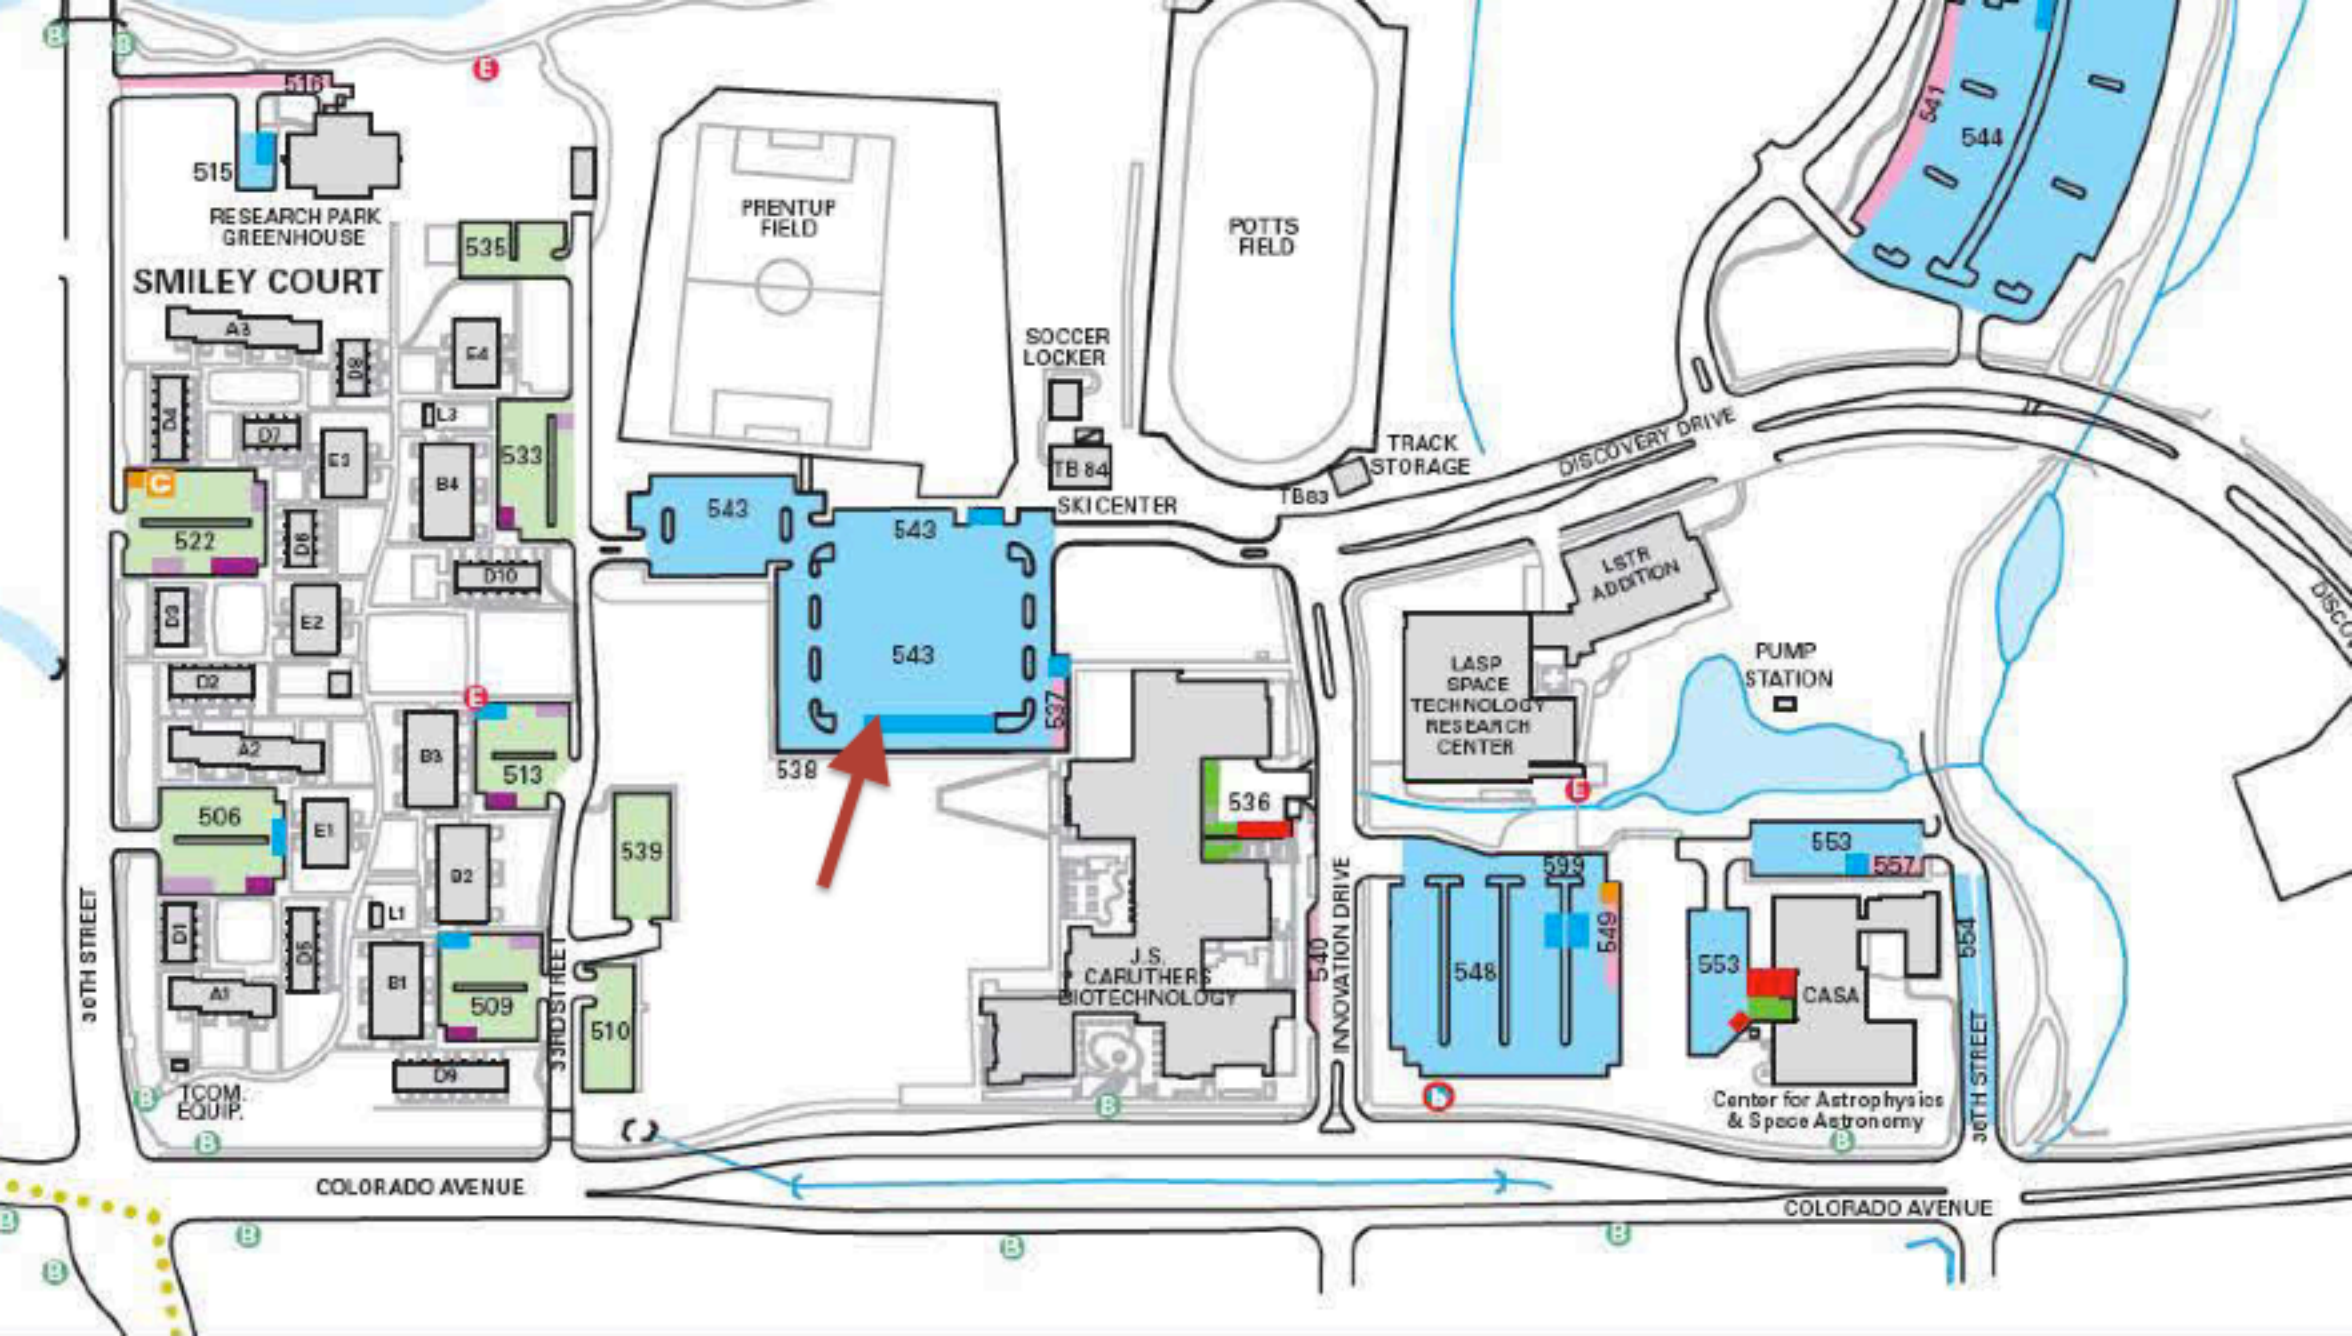 B
B
E
516
515
RESEARCH PARK
GREENHOUSE
SMILEY COURT
535
PRENTUP
FIELD
POTTS
FIELD
541
544
A3
D8
E4
D4
L3
D7
E3
B4
533
SOCCER
LOCKER
TB 84
SKI CENTER
TRACK
STORAGE
TB83
DISCOVERY DRIVE
C
522
D6
D10
543
543
543
537
538
LSTR
ADDITION
LASP
SPACE
TECHNOLOGY
RESEARCH
CENTER
PUMP
STATION
DISCOV
D3
E2
D2
E
A2
B3
513
506
E1
B2
539
536
E
553
557
599
549
548
553
554
CASA
D1
D5
L1
B1
A1
509
510
D9
30TH STREET
33RD STREET
J.S.
CARUTHERS
BIOTECHNOLOGY
540
INNOVATION DRIVE
38TH STREET
Center for Astrophysics
& Space Astronomy
TCOM.
EQUIP.
B
B
B
B
COLORADO AVENUE
COLORADO AVENUE
B
B
B
B
B